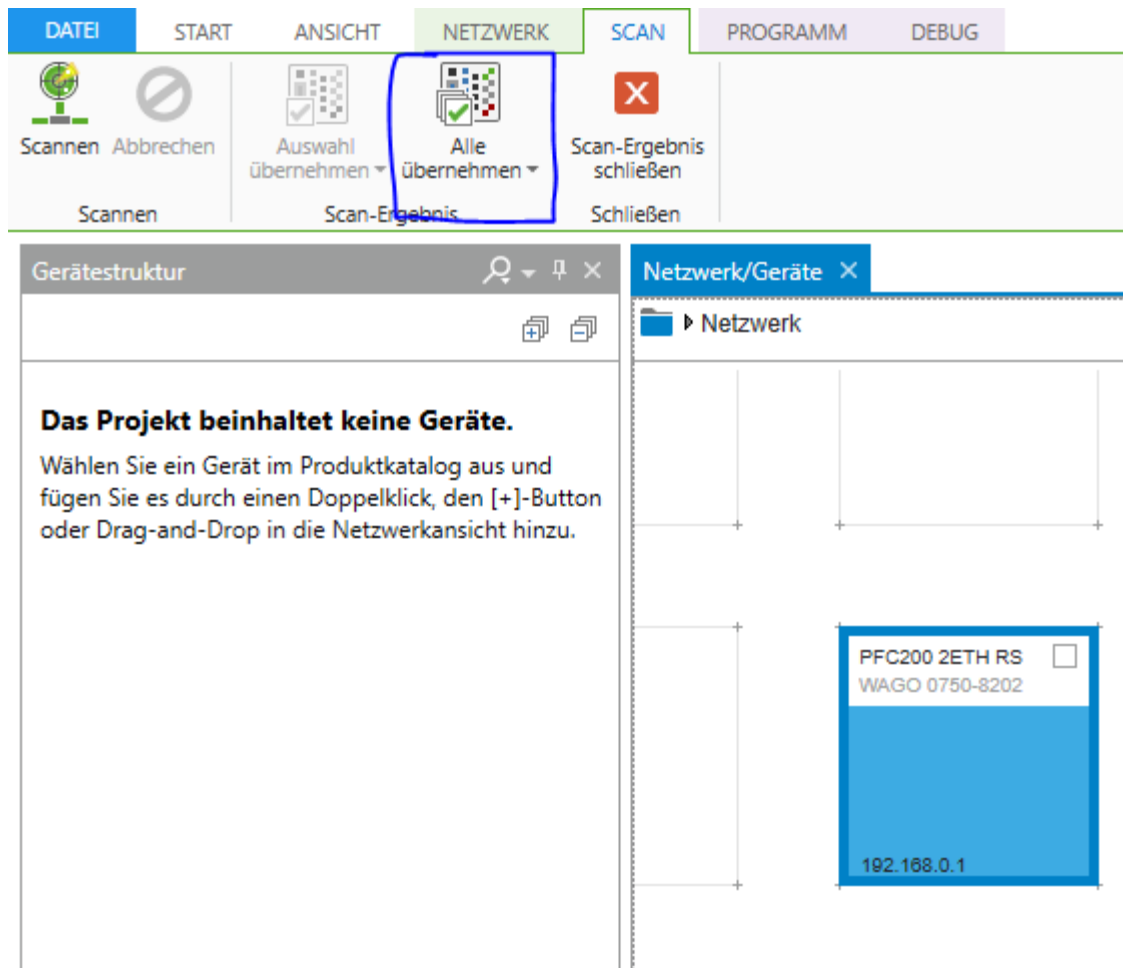 DATEI START ANSICHT NETZWERK SCAN PROGRAMM DEBUG
Scannen Abbrechen
Auswahl
übernehmen
Alle
übernehmen
Scan-Ergebnis
schließen
Scannen Scan-Ergebnis Schließen
Gerätestruktur
Das Projekt beinhaltet keine Geräte.
Wählen Sie ein Gerät im Produktkatalog aus und
fügen Sie es durch einen Doppelklick, den [+]-Button
oder Drag-and-Drop in die Netzwerkansicht hinzu.
Netzwerk/Geräte
Netzwerk
PFC200 2ETH RS
WAGO 0750-8202
192.168.0.1